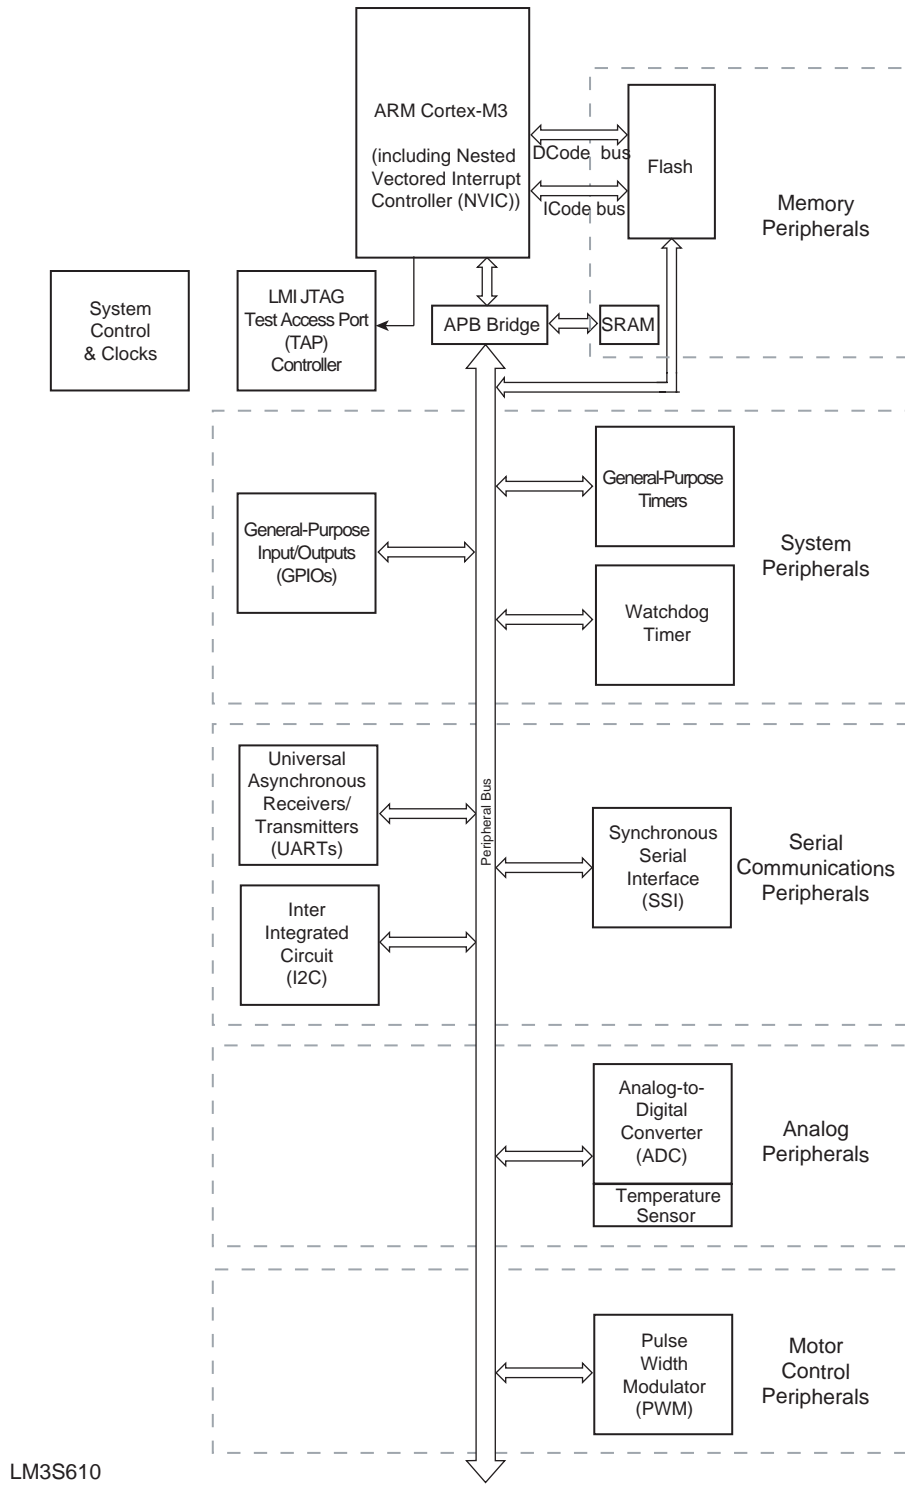 ARM Cortex-M3
(including Nested
Vectored Interrupt
Controller (NVIC))
DCode bus
ICode bus
Flash
Memory
Peripherals
System
Control
& Clocks
LMI JTAG
Test Access Port
(TAP)
Controller
APB Bridge
SRAM
General-Purpose
Timers
General-Purpose
Input/Outputs
(GPIOs)
System
Peripherals
Watchdog
Timer
Universal
Asynchronous
Receivers/
Transmitters
(UARTs)
Peripheral Bus
Synchronous
Serial
Interface
(SSI)
Serial
Communications
Peripherals
Inter
Integrated
Circuit
(I2C)
Analog-to-
Digital
Converter
(ADC)
Temperature
Sensor
Analog
Peripherals
Pulse
Width
Modulator
(PWM)
Motor
Control
Peripherals
LM3S610